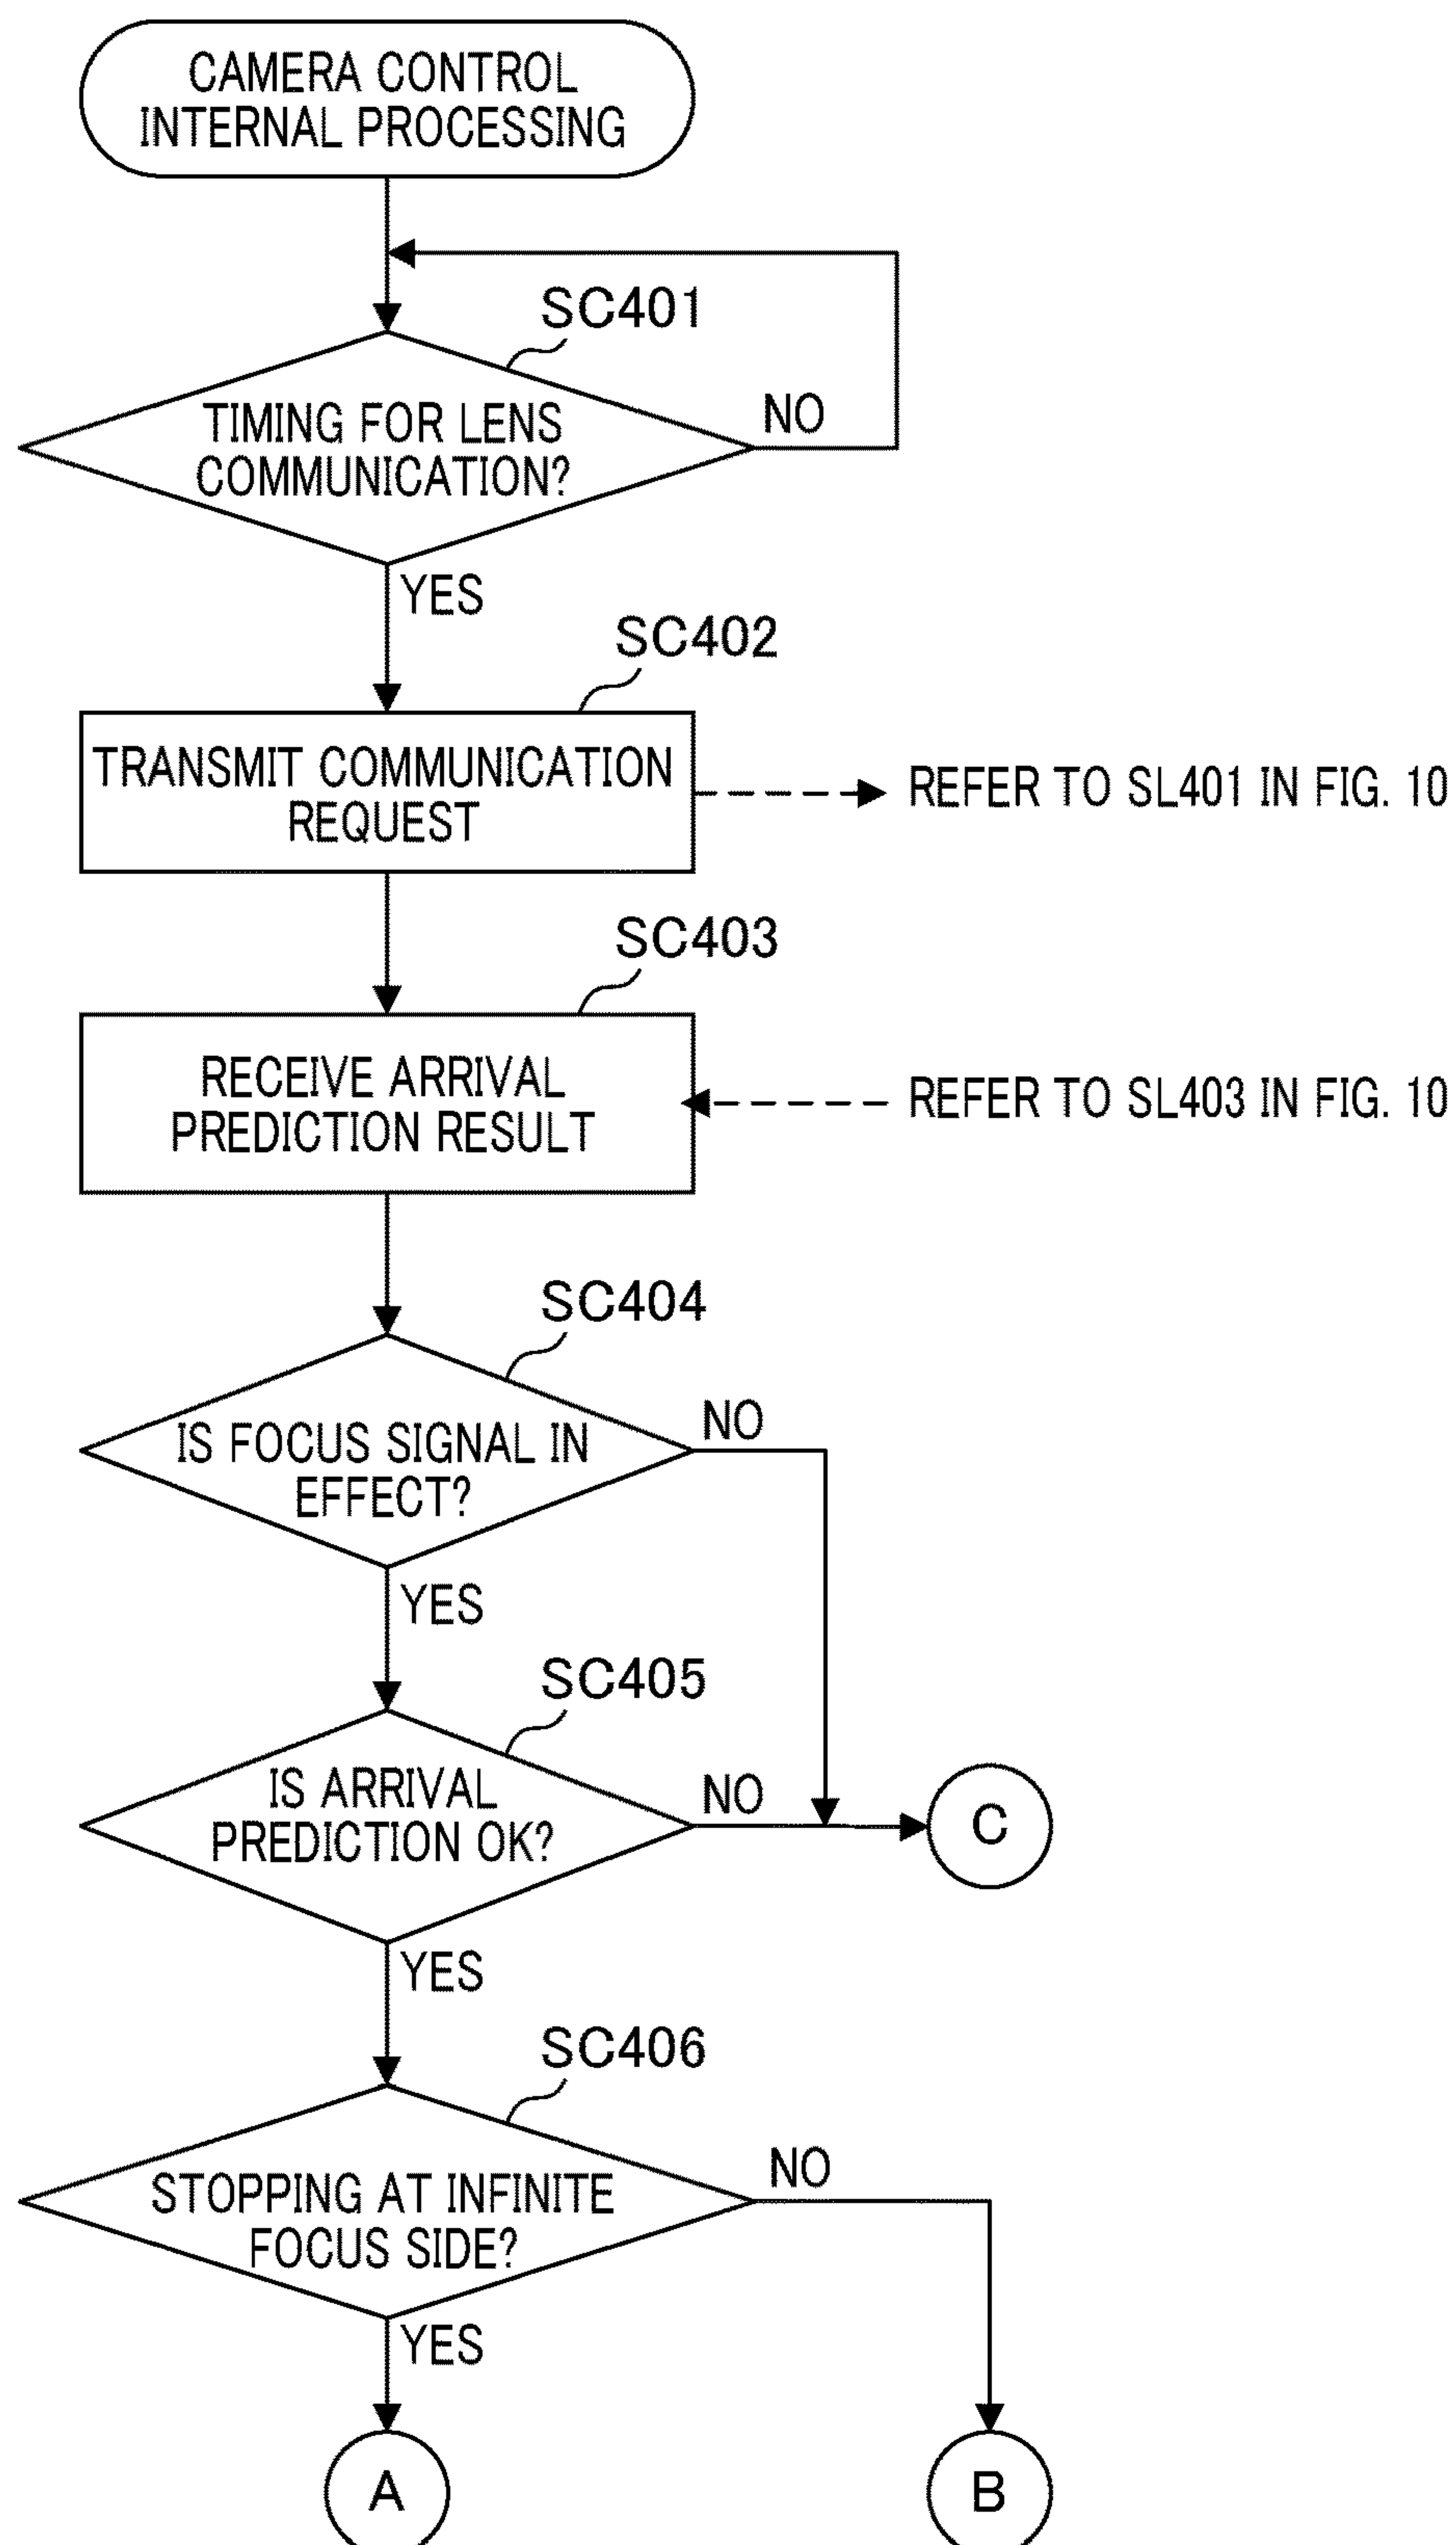 CAMERA CONTROL
INTERNAL PROCESSING
SC401
TIMING FOR LENS
COMMUNICATION?
NO
YES
SC402
TRANSMIT COMMUNICATION
REQUEST
REFER TO SL401 IN FIG. 10
SC403
RECEIVE ARRIVAL
PREDICTION RESULT
REFER TO SL403 IN FIG. 10
SC404
IS FOCUS SIGNAL IN
EFFECT?
NO
YES
SC405
IS ARRIVAL
PREDICTION OK?
NO
C
YES
SC406
STOPPING AT INFINITE
FOCUS SIDE?
NO
YES
A
B